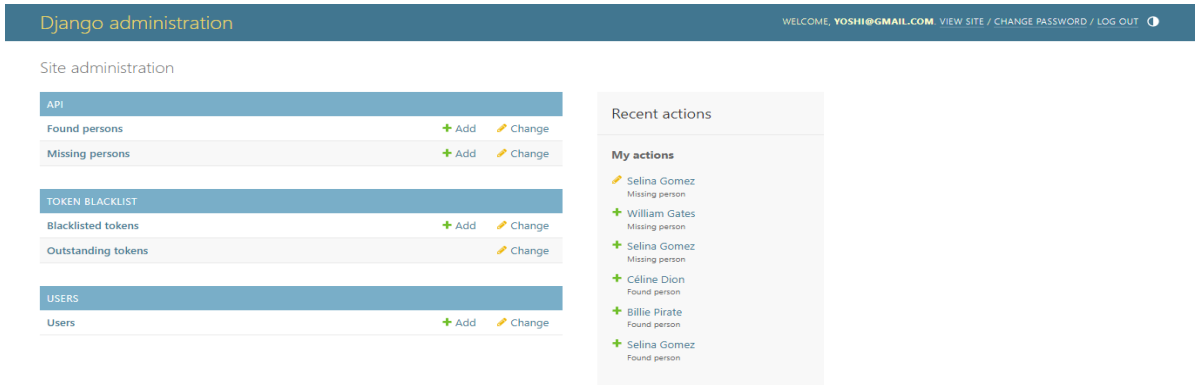 Django administration
WELCOME, YOSHI@GMAIL.COM. VIEW SITE / CHANGE PASSWORD / LOG OUT
Site administration
API
Found persons Add Change
Missing persons Add Change
TOKEN BLACKLIST
Blacklisted tokens Add Change
Outstanding tokens Change
USERS
Users Add Change
Recent actions
My actions
Selina Gomez
Missing person
William Gates
Missing person
Selina Gomez
Missing person
Céline Dion
Found person
Billie Pirate
Found person
Selina Gomez
Found person